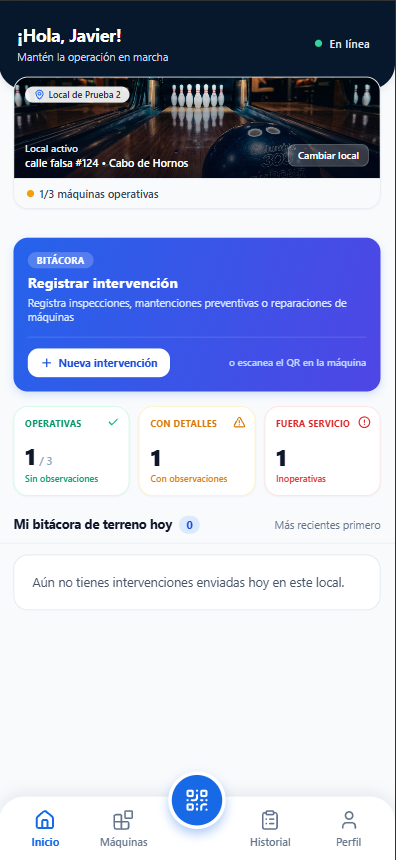 ¡Hola, Javier!
Mantén la operación en marcha
En línea
Local de Prueba 2
Local activo
calle falsa #124 • Cabo de Hornos
Cambiar local
1/3 máquinas operativas
BITÁCORA
Registrar intervención
Registra inspecciones, mantenciones preventivas o reparaciones de
máquinas
+ Nueva intervención
o escanea el QR en la máquina
OPERATIVAS
1 / 3
Sin observaciones
CON DETALLES
1
Con observaciones
FUERA SERVICIO
1
Inoperativas
Mi bitácora de terreno hoy 0
Más recientes primero
Aún no tienes intervenciones enviadas hoy en este local.
Inicio
Máquinas
Historial
Perfil